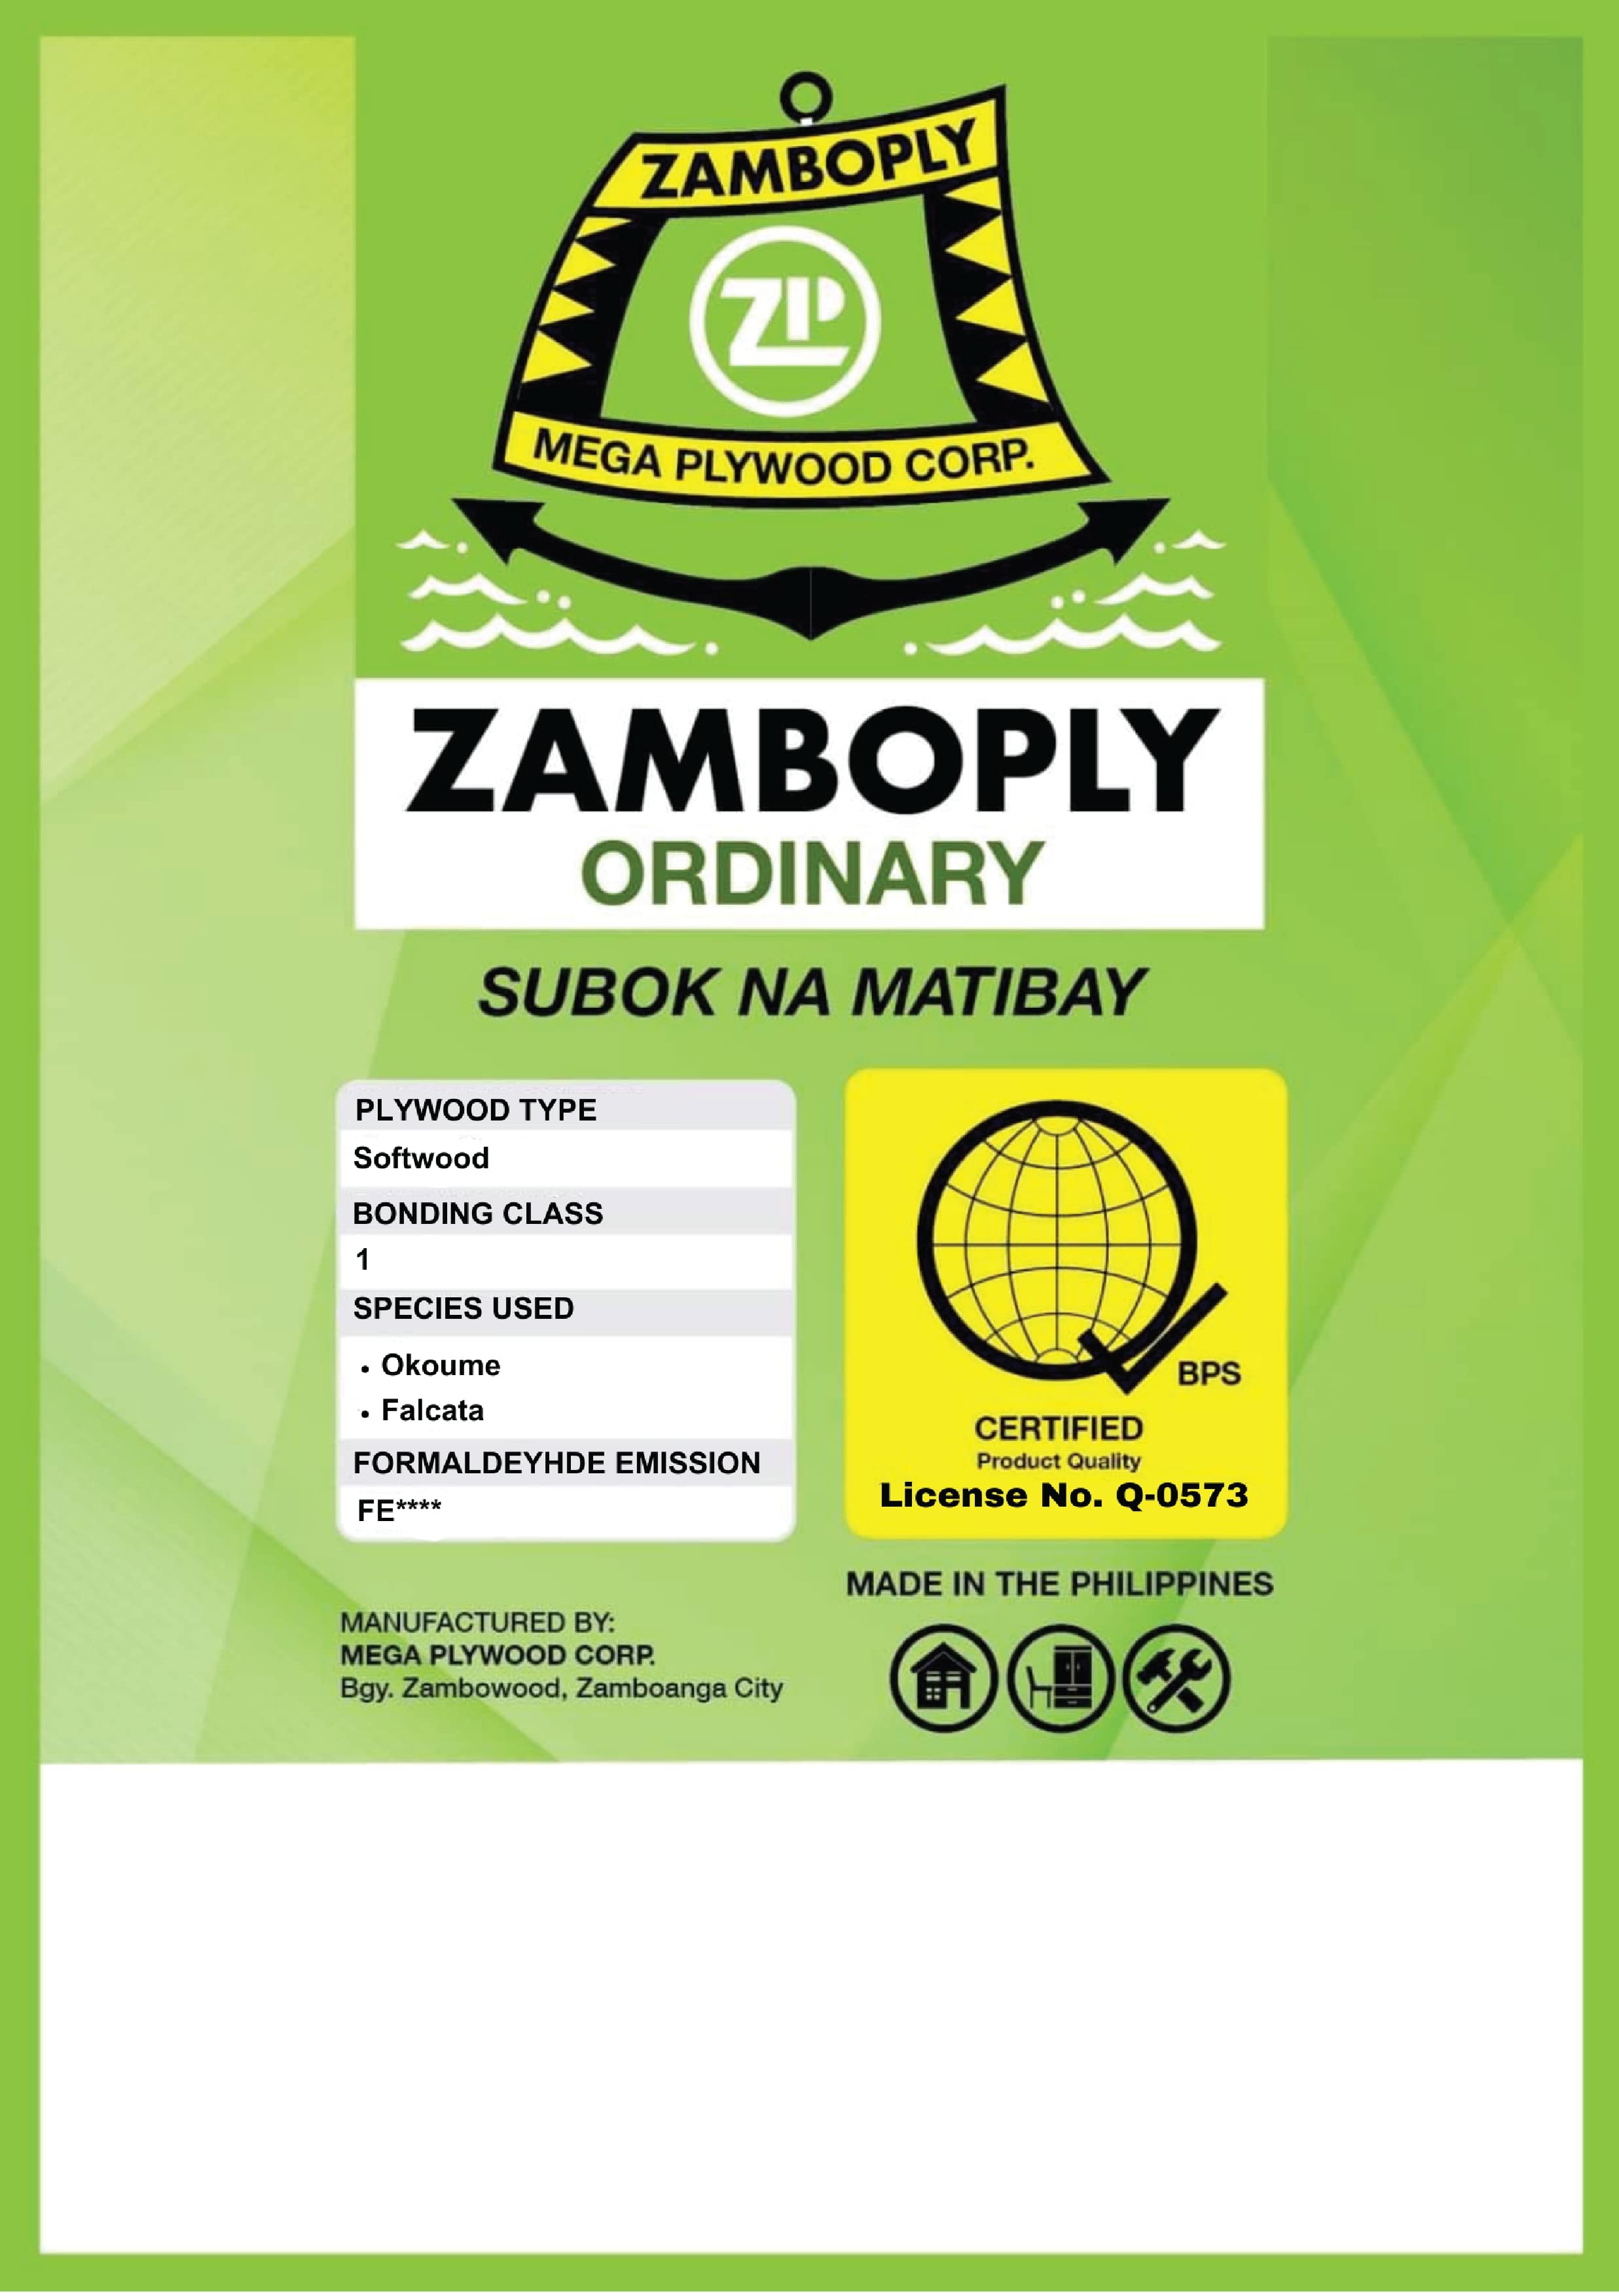 ZAMBOPLY
ZP
MEGA PLYWOOD CORP.
ZAMBOPLY
ORDINARY
SUBOK NA MATIBAY
PLYWOOD TYPE
Softwood
BONDING CLASS
1
SPECIES USED
• Okoume
• Falcata
FORMALDEYHDE EMISSION
FE****
BPS
CERTIFIED
Product Quality
License No. Q-0573
MADE IN THE PHILIPPINES
MANUFACTURED BY:
MEGA PLYWOOD CORP.
Bgy. Zambowood, Zamboanga City